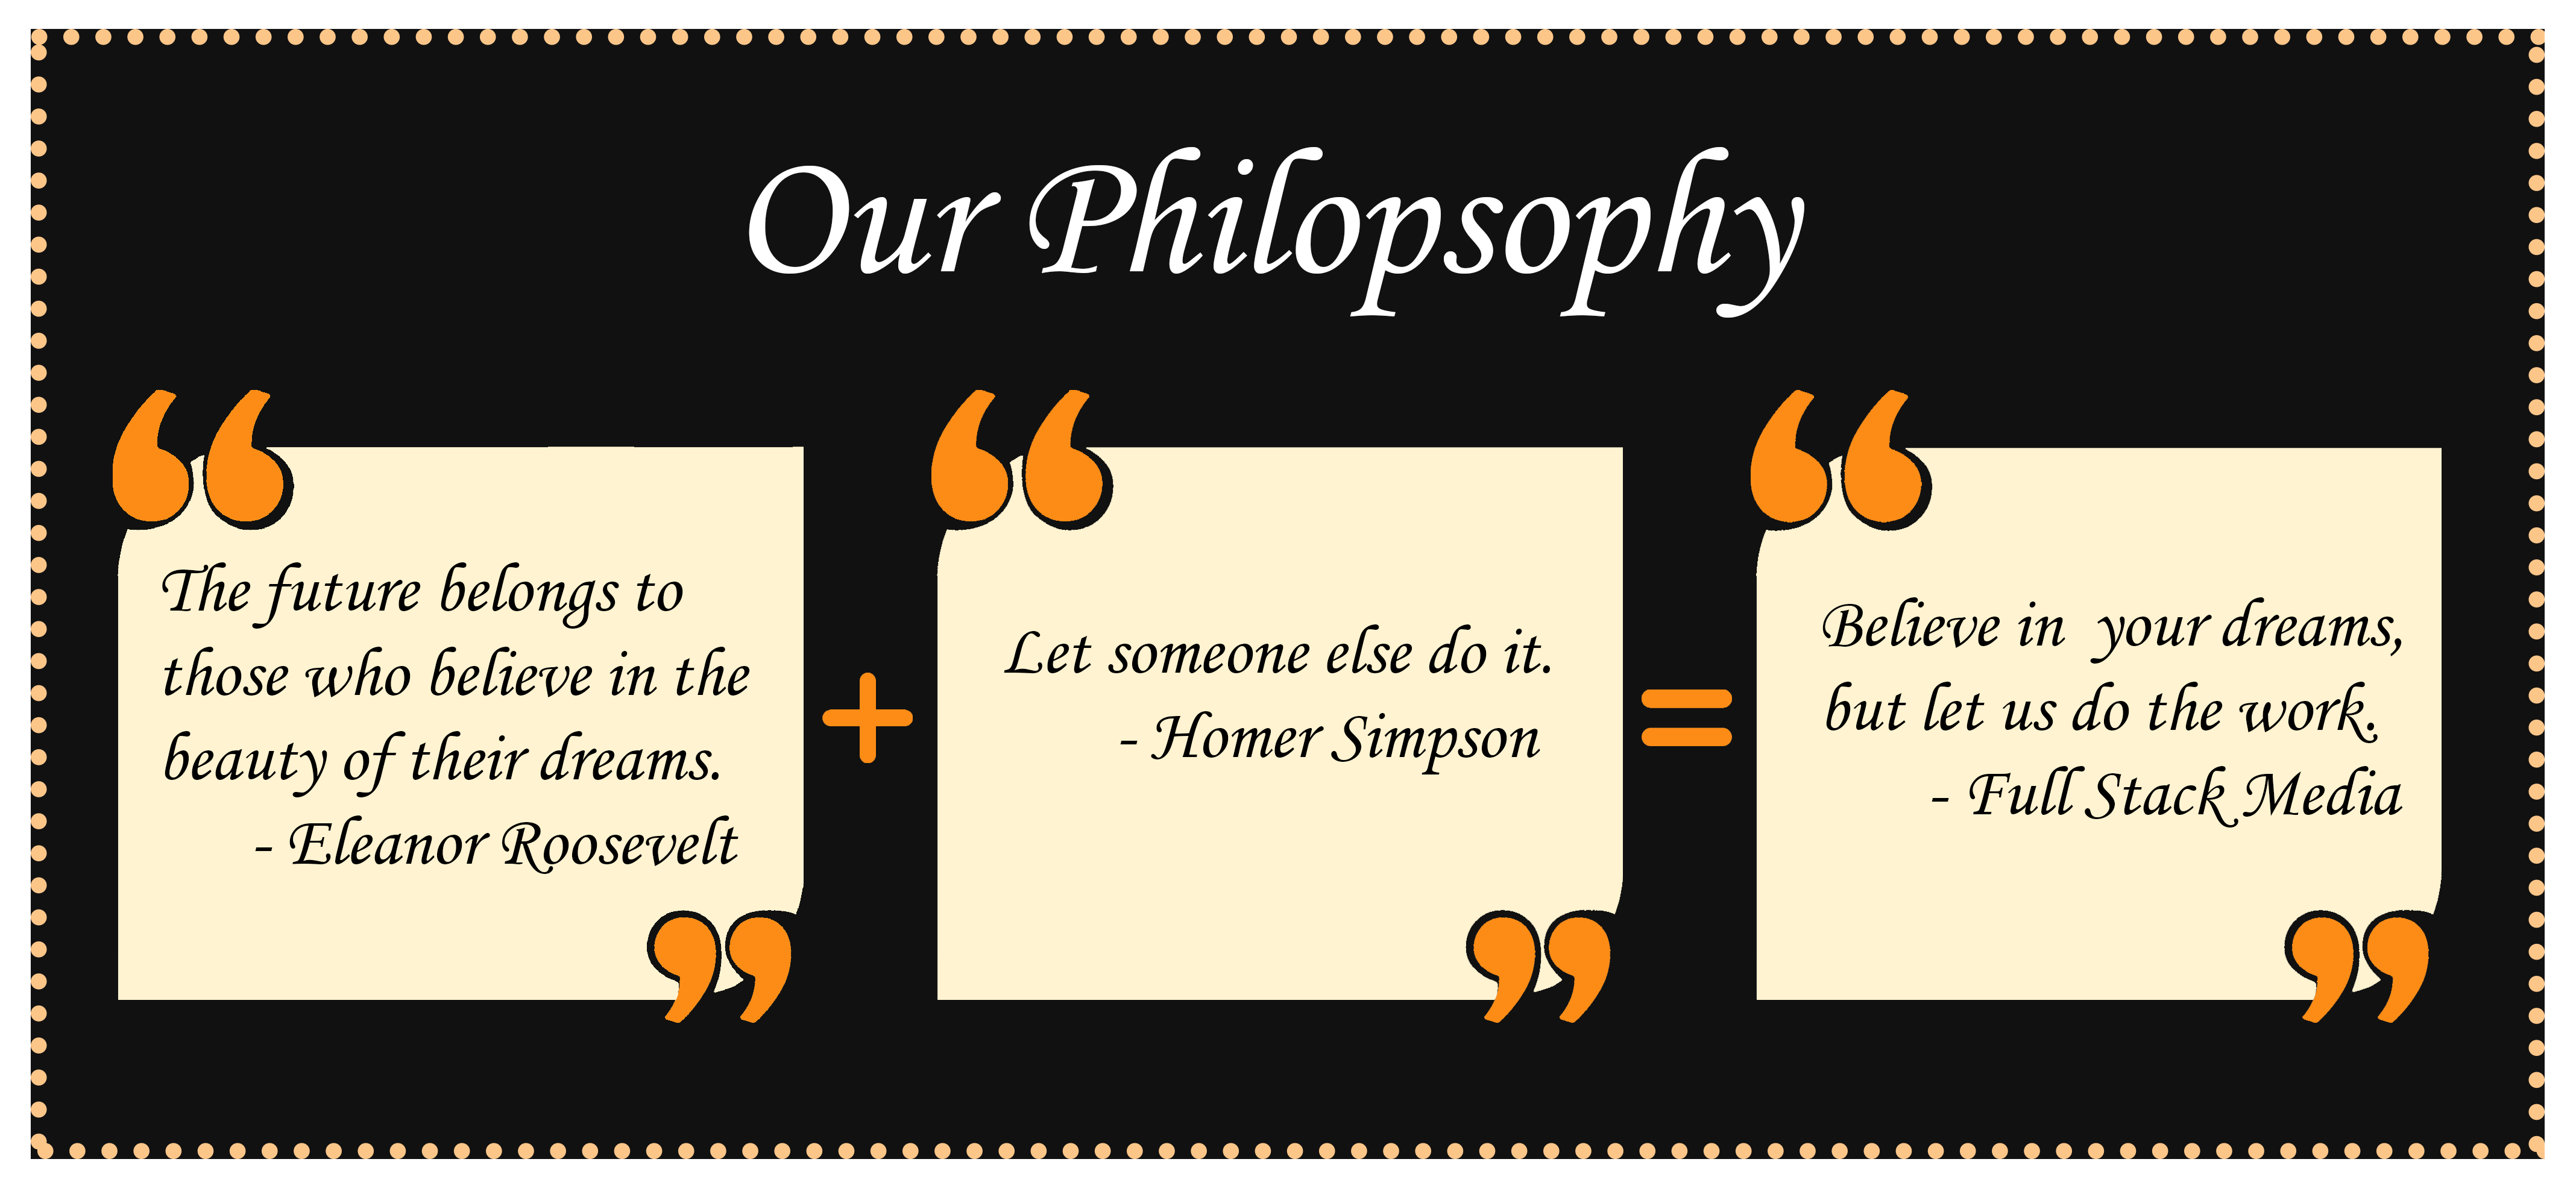 Our Philopsophy
The future belongs to
those who believe in the
beauty of their dreams.
- Eleanor Roosevelt
+
Let someone else do it.
- Homer Simpson
=
Believe in  your dreams,
but let us do the work.
- Full Stack Media